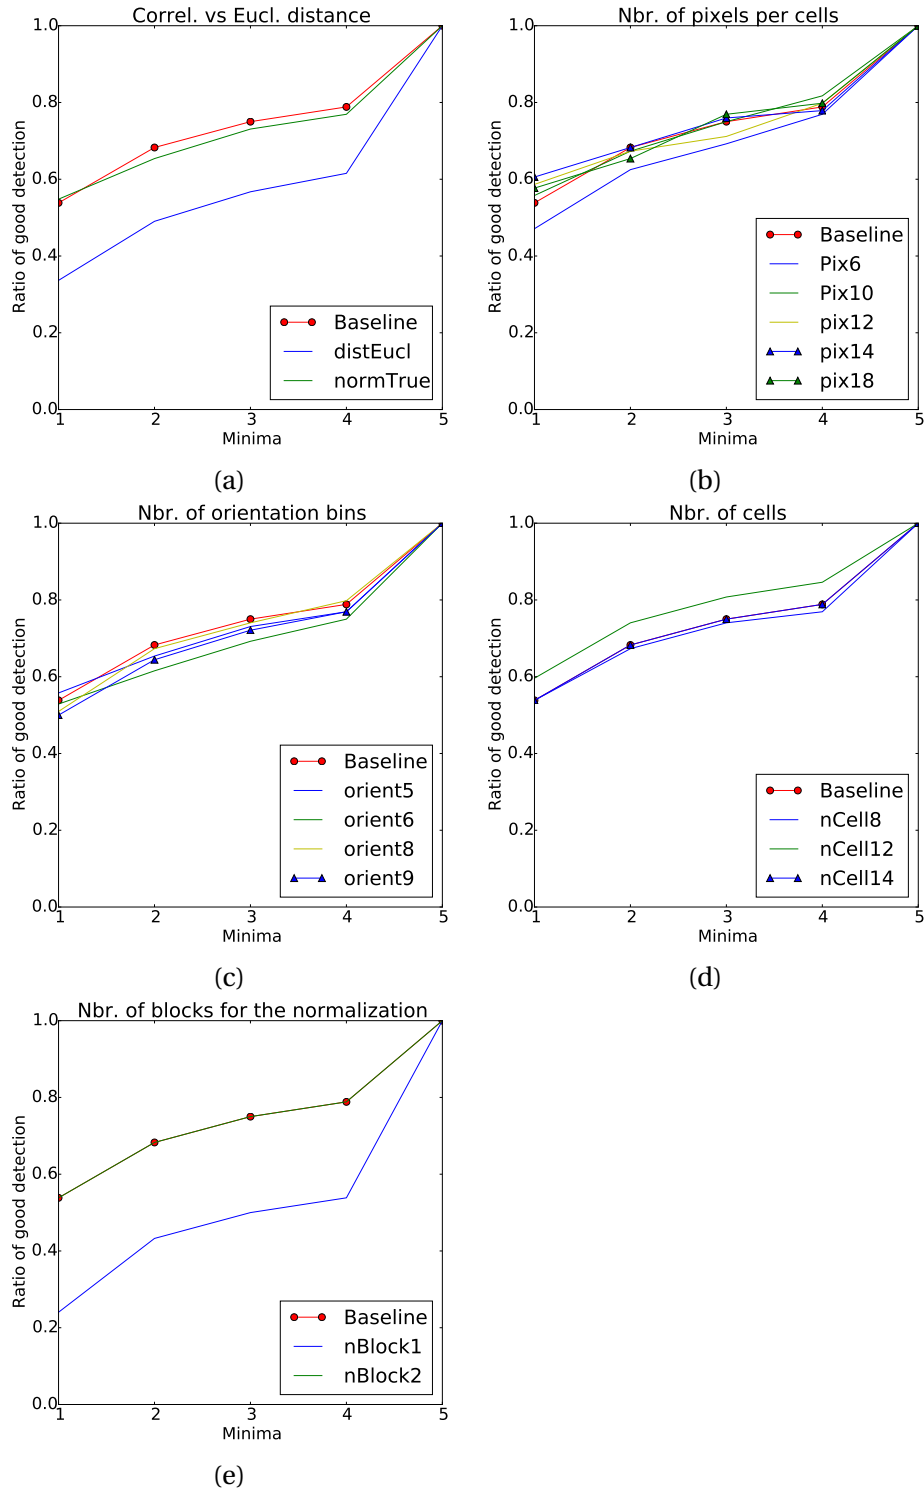 Correl. vs Eucl. distance
1.0
0.8
0.6
0.4
0.2
0.0
Ratio of good detection
Baseline
distEucl
normTrue
1 2 3 4 5
Minima
(a)
Nbr. of pixels per cells
1.0
0.8
0.6
0.4
0.2
0.0
Ratio of good detection
Baseline
Pix6
Pix10
pix12
pix14
pix18
1 2 3 4 5
Minima
(b)
Nbr. of orientation bins
1.0
0.8
0.6
0.4
0.2
0.0
Ratio of good detection
Baseline
orient5
orient6
orient8
orient9
1 2 3 4 5
Minima
(c)
Nbr. of cells
1.0
0.8
0.6
0.4
0.2
0.0
Ratio of good detection
Baseline
nCell8
nCell12
nCell14
1 2 3 4 5
Minima
(d)
Nbr. of blocks for the normalization
1.0
0.8
0.6
0.4
0.2
0.0
Ratio of good detection
Baseline
nBlock1
nBlock2
1 2 3 4 5
Minima
(e)